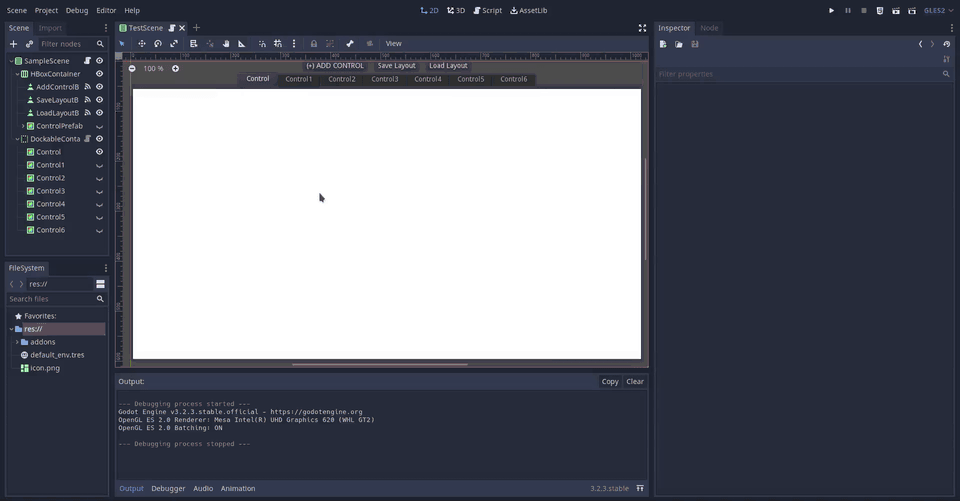 Scene Project Debug Editor Help
2D 3D Script AssetLib
GLES2
Scene Import
Filter nodes
SampleScene
HBoxContainer
AddControlB
SaveLayoutB
LoadLayoutB
ControlPrefab
DockableConta
Control
Control1
Control2
Control3
Control4
Control5
Control6
FileSystem
res://
Search files
Favorites:
res://
addons
default_env.tres
icon.png
TestScene
View
100 %
(+) ADD CONTROL Save Layout Load Layout
Control Control1 Control2 Control3 Control4 Control5 Control6
Output:
Copy Clear
--- Debugging process started ---
Godot Engine v3.2.3.stable.official - https://godotengine.org
OpenGL ES 2.0 Renderer: Mesa Intel(R) UHD Graphics 620 (WHL GT2)
OpenGL ES 2.0 Batching: ON
--- Debugging process stopped ---
Output Debugger Audio Animation
3.2.3.stable
Inspector Node
Filter properties